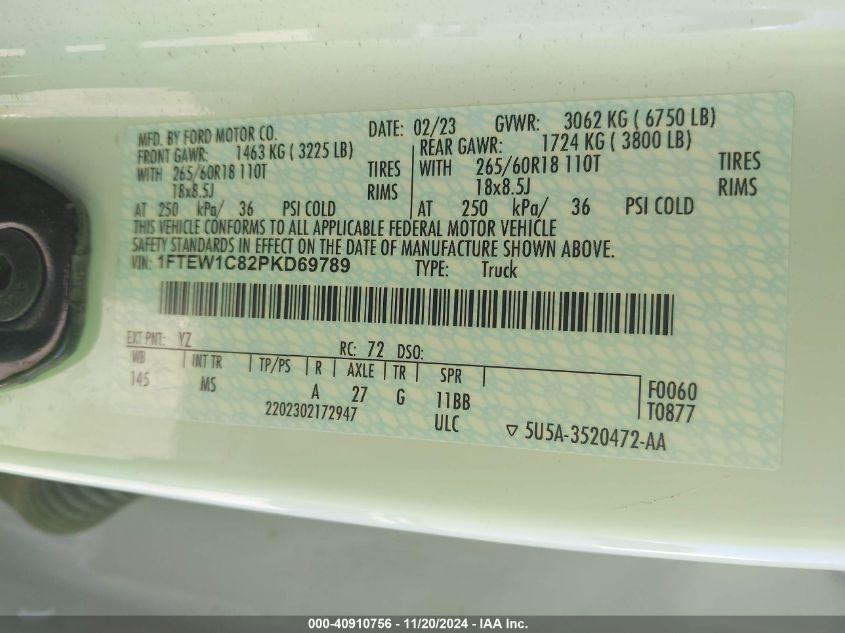 MFD. BY FORD MOTOR CO. DATE: 02/23 GVWR: 3062 KG ( 6750 LB)
FRONT GAWR: 1463 KG ( 3225 LB) REAR GAWR: 1724 KG ( 3800 LB)
WITH 265/60R18 110T TIRES WITH 265/60R18 110T TIRES
18x8.5J RIMS 18x8.5J RIMS
AT 250 kPa/ 36 PSI COLD AT 250 kPa/ 36 PSI COLD
THIS VEHICLE CONFORMS TO ALL APPLICABLE FEDERAL MOTOR VEHICLE
SAFETY STANDARDS IN EFFECT ON THE DATE OF MANUFACTURE SHOWN ABOVE.
VIN: 1FTEW1C82PKD69789 TYPE: Truck
EXT PNT: YZ RC: 72 DSO:
WB INT TR TP/PS R AXLE TR SPR
145 MS A 27 G 11BB F0060
2202302172947 ULC T0877
▽ 5U5A-3520472-AA
000-40910756 - 11/20/2024 - IAA Inc.